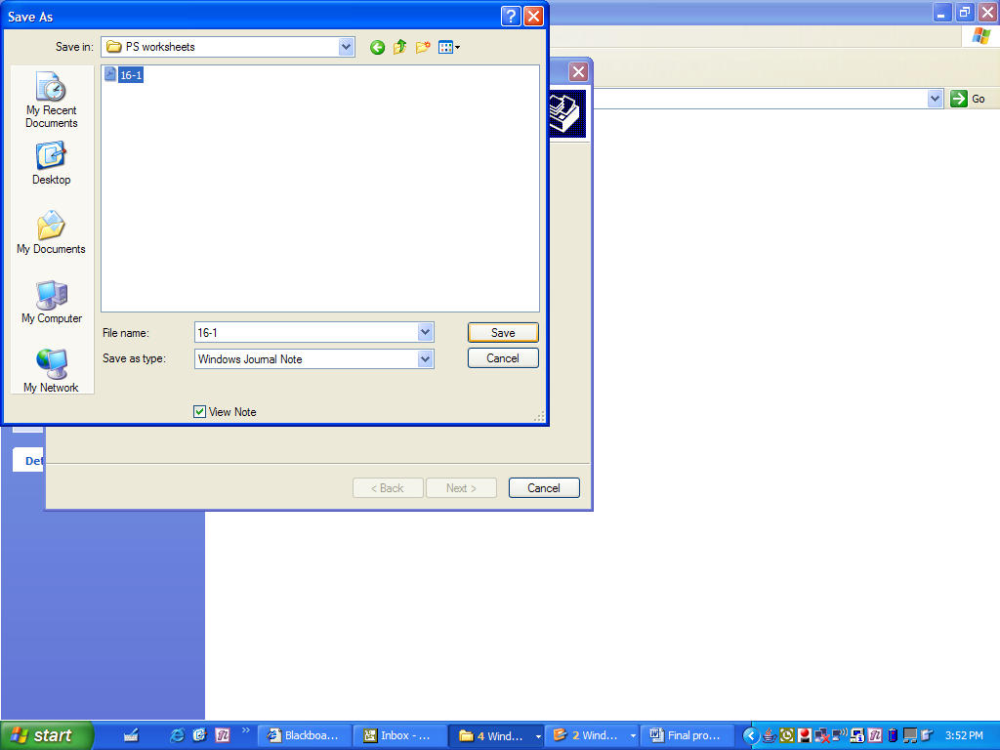 Save As
Save in: PS worksheets
Go
16-1
My Recent
Documents
Desktop
My Documents
My Computer
My Network
File name: 16-1 Save
Save as type: Windows Journal Note Cancel
View Note
Det
< Back Next > Cancel
start Blackboa... Inbox - ... 4 Wind... 2 Wind... Final pro... 3:52 PM